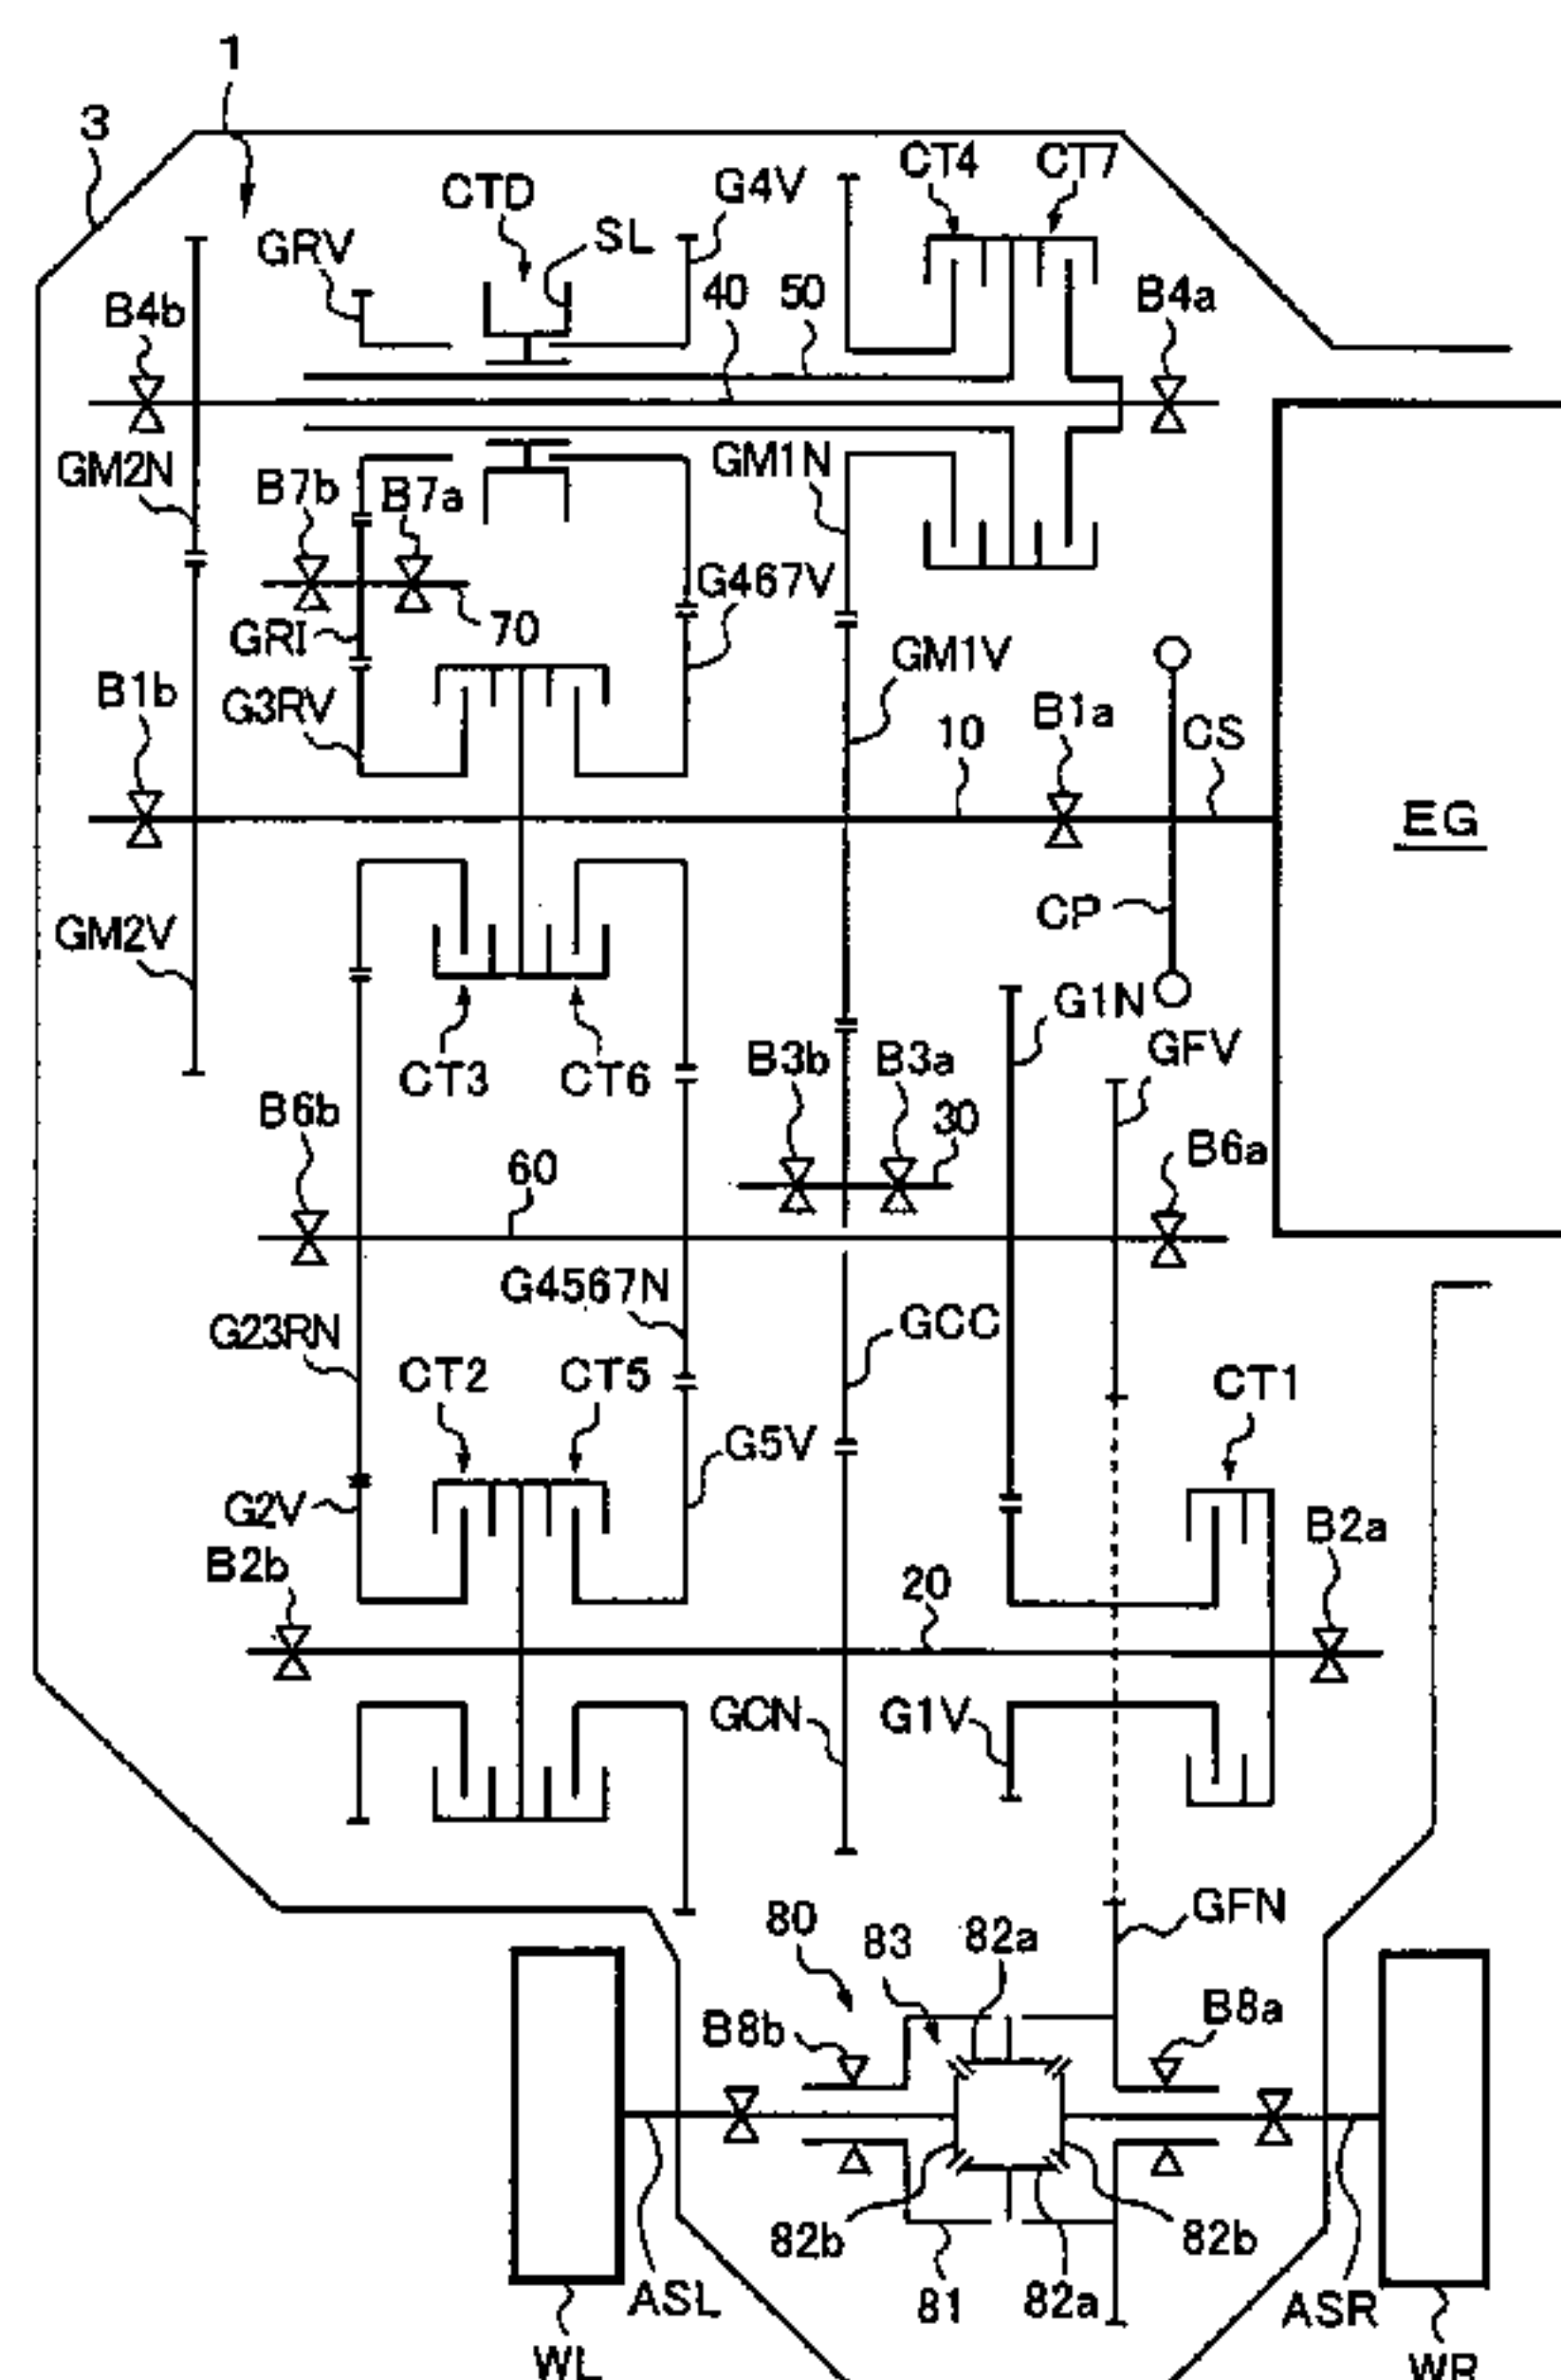 1
3
CT4
CT7
CTD
G4V
GRV
SL
B4b
40
50
B4a
GM2N
B7b
B7a
GM1N
G467V
GRI
70
GM1V
B1b
G3RV
10
B1a
CS
EG
GM2V
CP
G1N
GFV
CT3
CT6
B3b
B3a
30
B6b
60
B6a
G4567N
G23RN
GCC
CT2
CT5
CT1
G5V
G2V
B2b
B2a
20
GCN
G1V
80
83
82a
GFN
B8b
B8a
82b
82b
81
82a
ASL
ASR
WL
WR